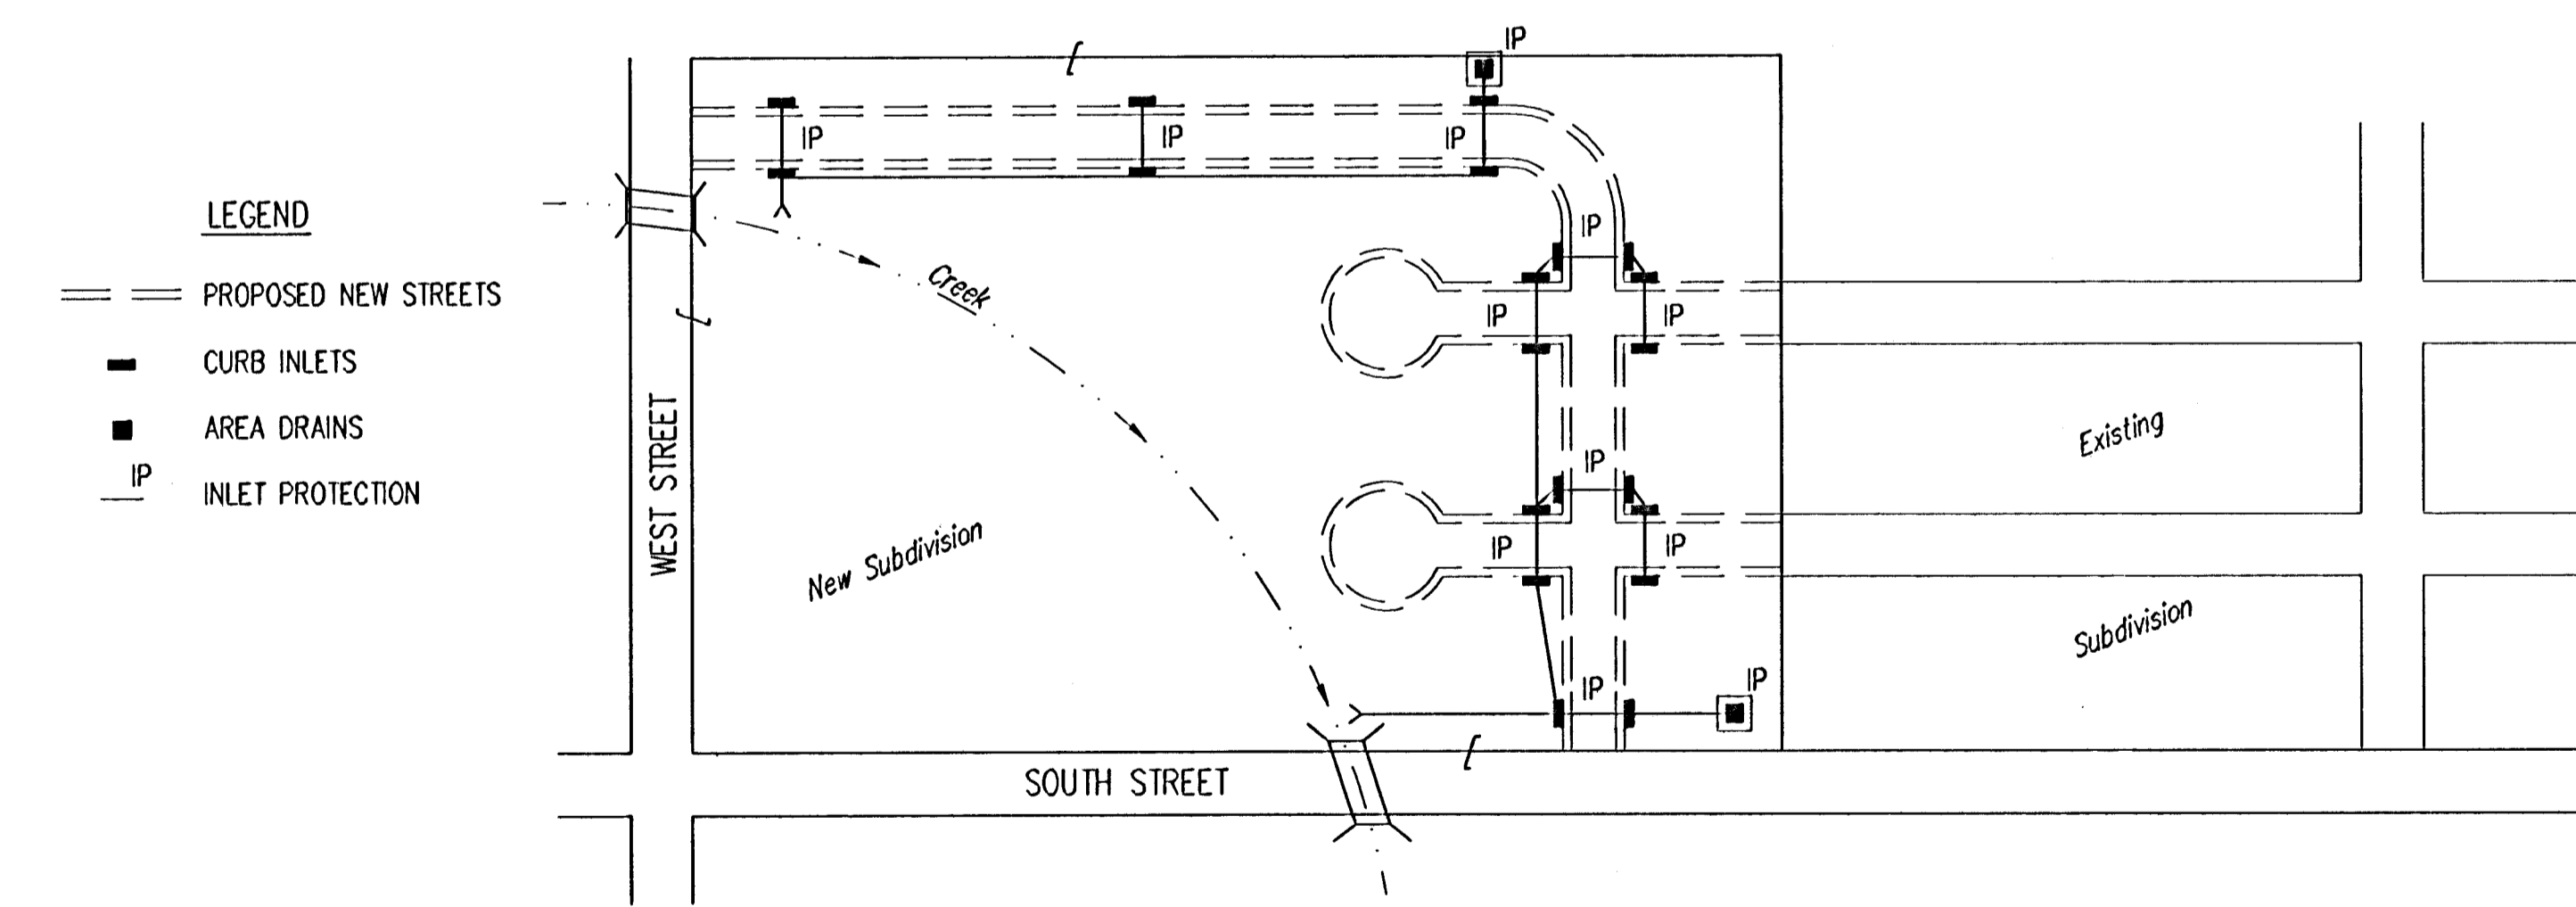 IP
IP
IP
IP
LEGEND
IP
Creek
PROPOSED NEW STREETS
IP
IP
CURB INLETS
AREA DRAINS
Existing
IP
IP
INLET PROTECTION
WEST STREET
New Subdivision
IP
IP
Subdivision
IP
IP
SOUTH STREET